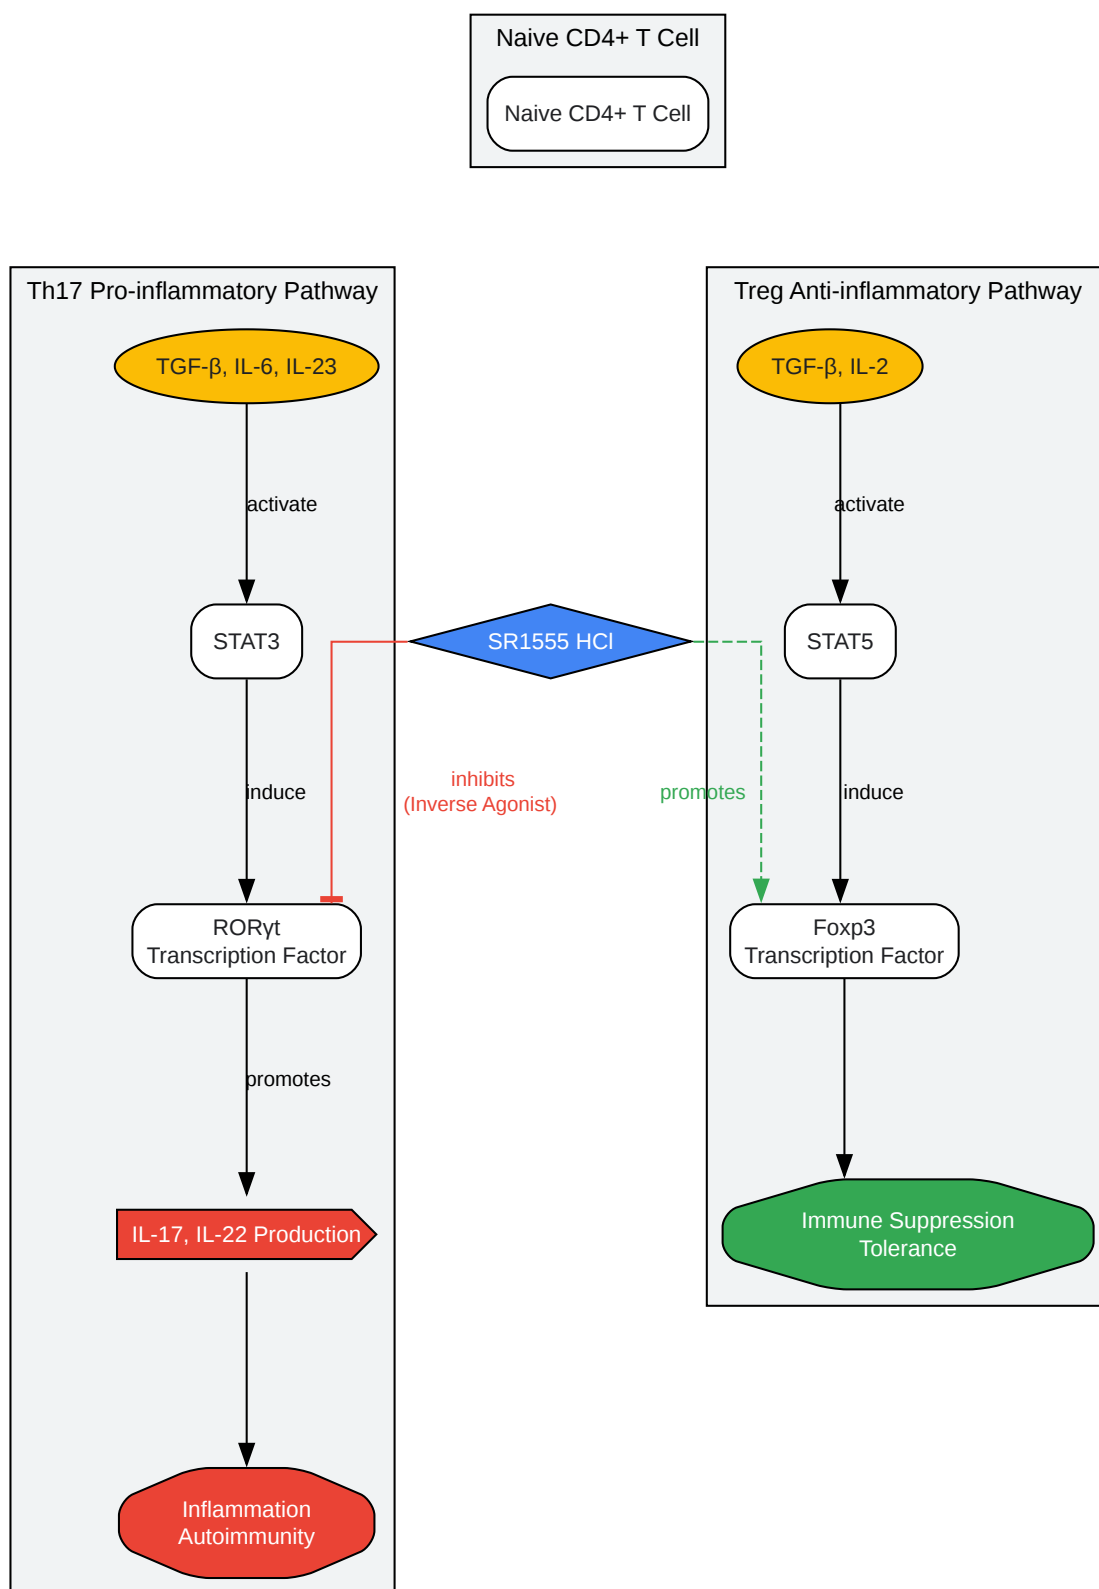 Naive CD4+ T Cell
Naive CD4+ T Cell
Th17 Pro-inflammatory Pathway
TGF-β, IL-6, IL-23
activate
STAT3
induce
RORγt
Transcription Factor
promotes
IL-17, IL-22 Production
Inflammation
Autoimmunity
SR1555 HCl
inhibits
(Inverse Agonist)
promotes
Treg Anti-inflammatory Pathway
TGF-β, IL-2
activate
STAT5
induce
Foxp3
Transcription Factor
Immune Suppression
Tolerance